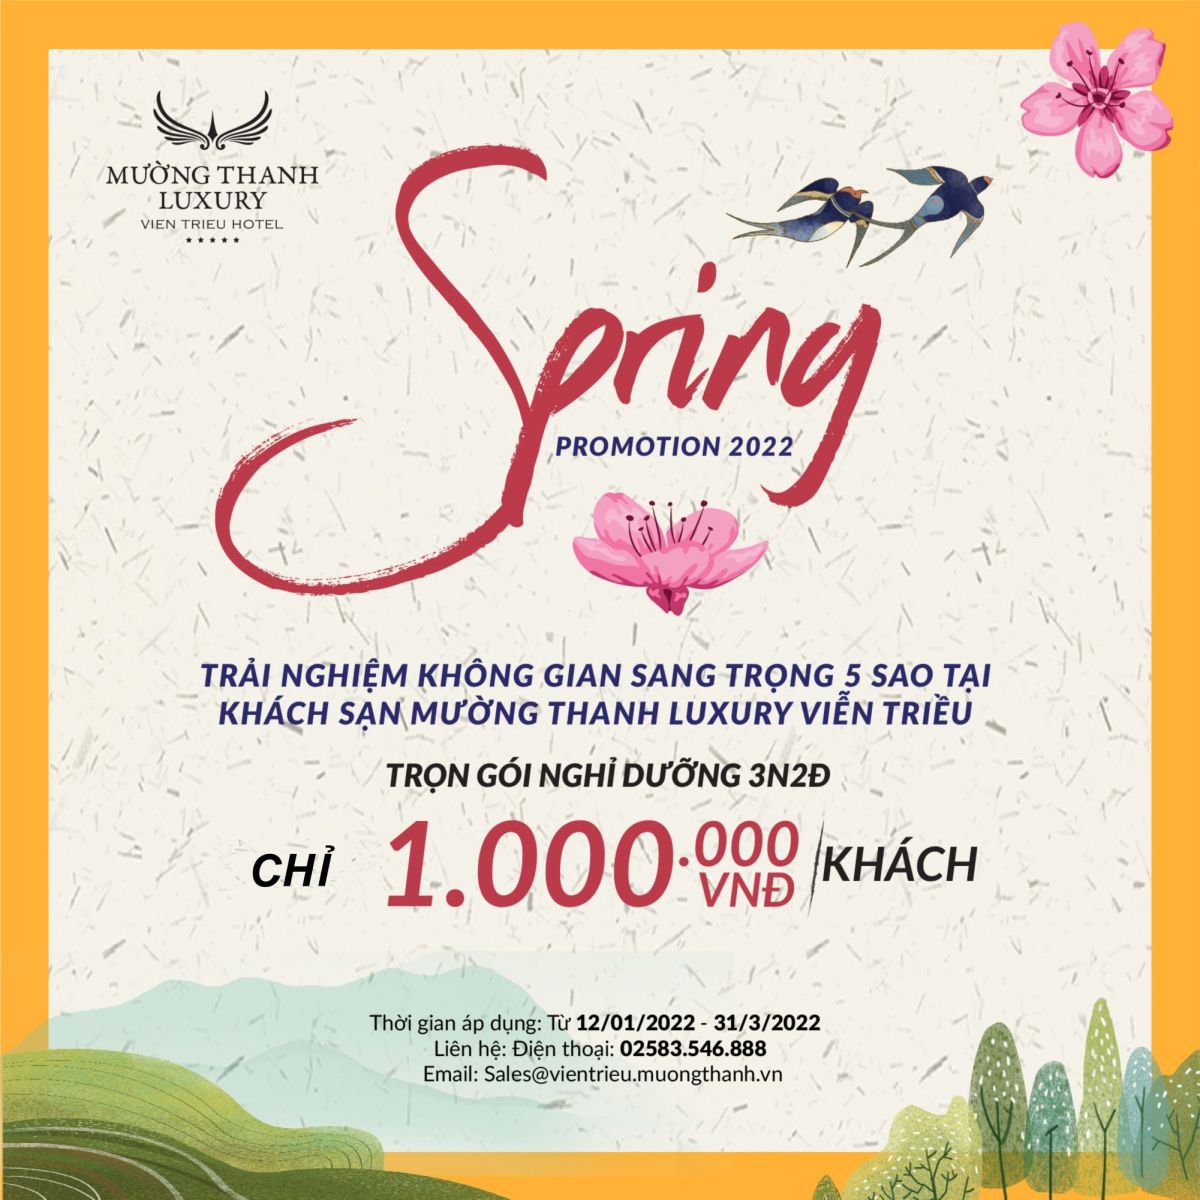 MƯỜNG THANH
LUXURY
VIEN TRIEU HOTEL
Spring
PROMOTION 2022
TRẢI NGHIỆM KHÔNG GIAN SANG TRỌNG 5 SAO TẠI
KHÁCH SẠN MƯỜNG THANH LUXURY VIỄN TRIỀU
TRỌN GÓI NGHỈ DƯỠNG 3N2Đ
CHỈ 1.000.000 VNĐ/KHÁCH
Thời gian áp dụng: Từ 12/01/2022 - 31/3/2022
Liên hệ: Điện thoại: 02583.546.888
Email: Sales@vientrieu.muongthanh.vn